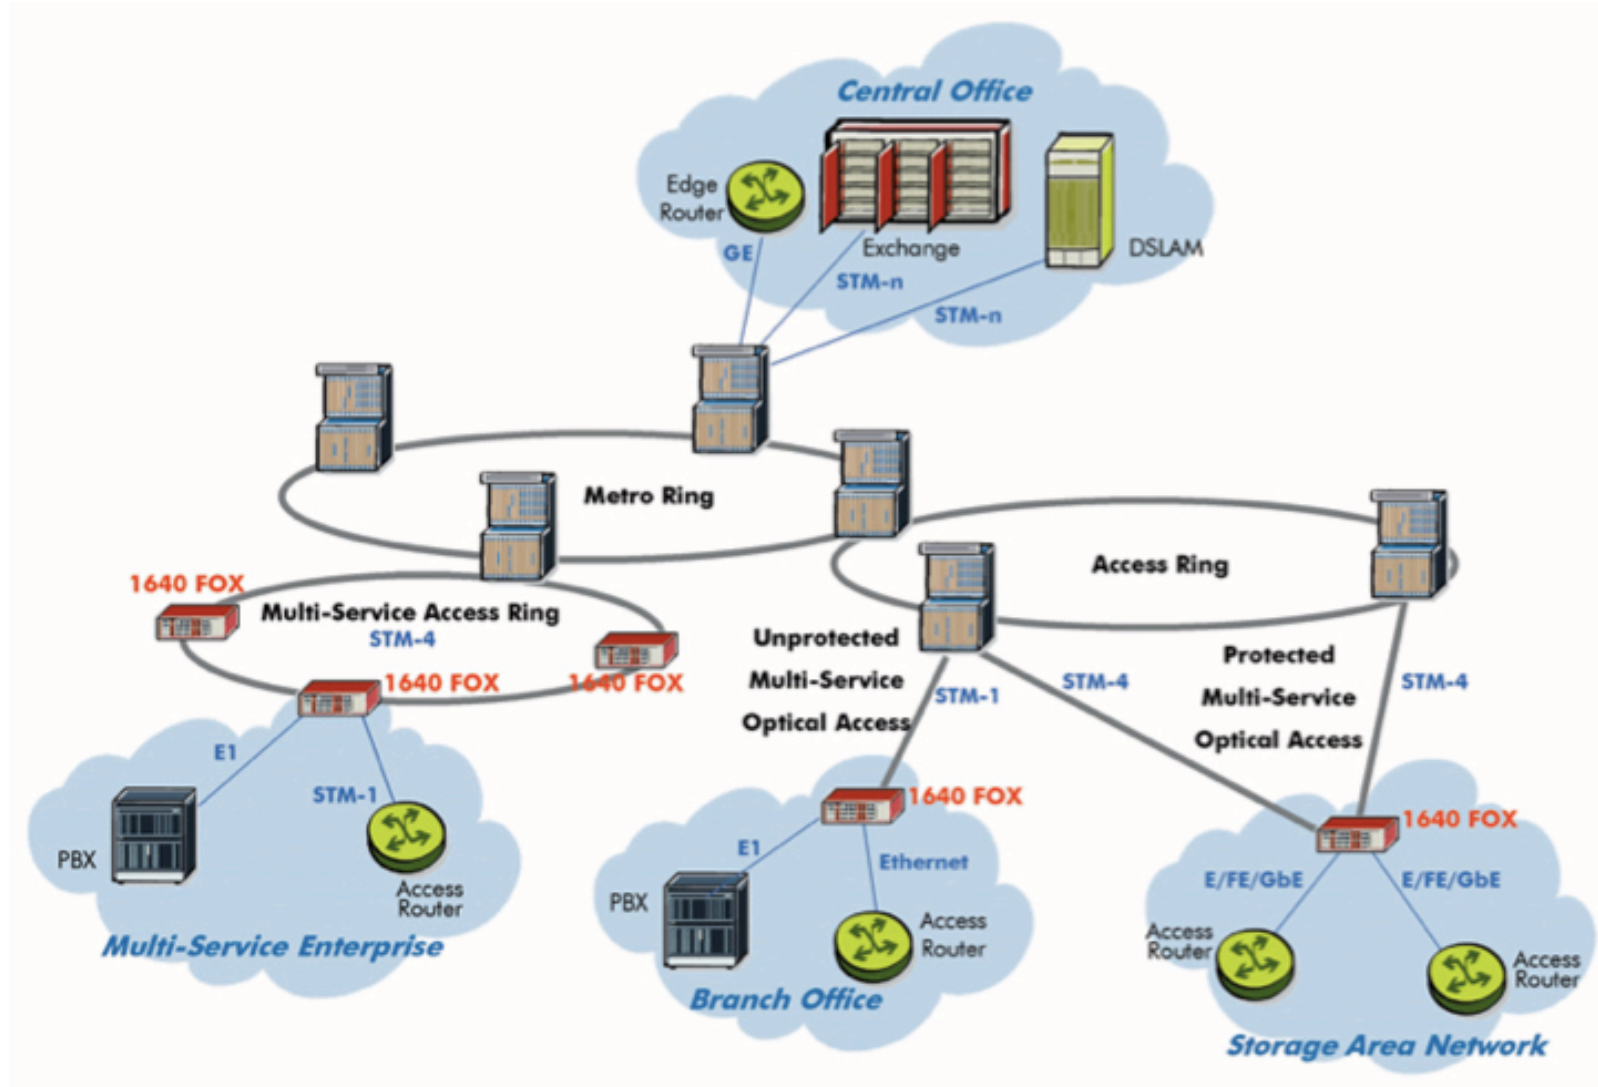 Central Office
Edge
Router
Exchange
DSLAM
GE
STM-n
STM-n
Metro Ring
Access Ring
1640 FOX
Multi-Service Access Ring
STM-4
1640 FOX
1640 FOX
Unprotected
Multi-Service
Optical Access
STM-1
STM-4
Protected
Multi-Service
Optical Access
STM-4
E1
STM-1
PBX
Access
Router
Multi-Service Enterprise
1640 FOX
E1
Ethernet
PBX
Access
Router
Branch Office
1640 FOX
E/FE/GbE
E/FE/GbE
Access
Router
Access
Router
Storage Area Network